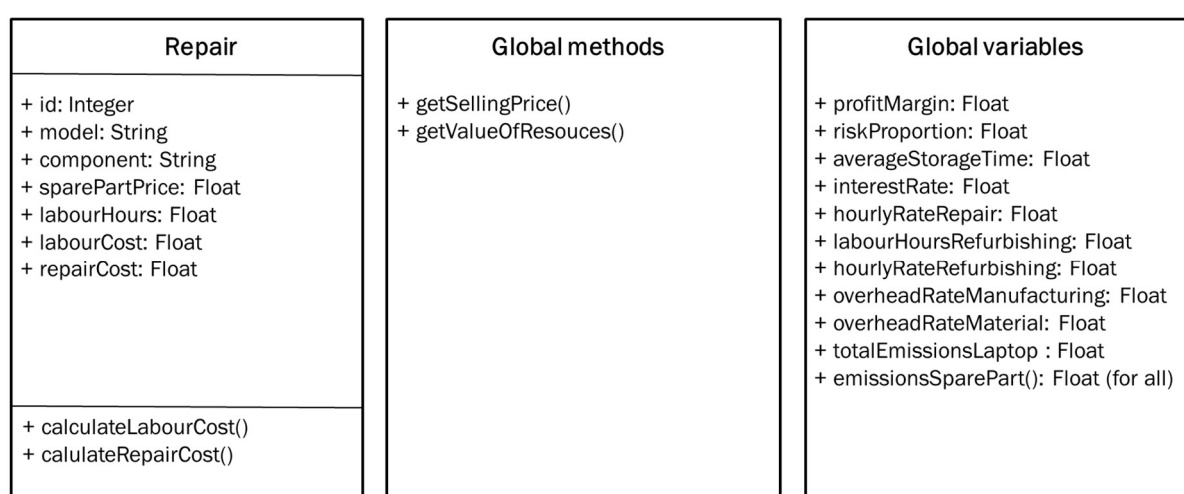 Repair
+ id: Integer
+ model: String
+ component: String
+ sparePartPrice: Float
+ labourHours: Float
+ labourCost: Float
+ repairCost: Float
+ calculateLabourCost()
+ calulateRepairCost()
Global methods
+ getSellingPrice()
+ getValueOfResouces()
Global variables
+ profitMargin: Float
+ riskProportion: Float
+ averageStorageTime: Float
+ interestRate: Float
+ hourlyRateRepair: Float
+ labourHoursRefurbishing: Float
+ hourlyRateRefurbishing: Float
+ overheadRateManufacturing: Float
+ overheadRateMaterial: Float
+ totalEmissionsLaptop : Float
+ emissionsSparePart(): Float (for all)